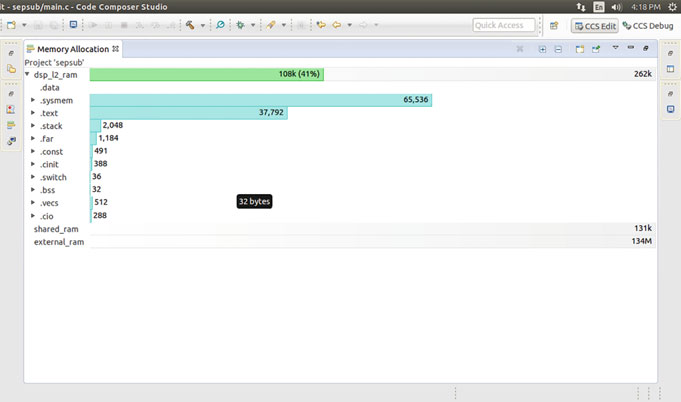 it - sepsub/main.c - Code Composer Studio
En
4:18 PM
Quick Access
CCS Edit
CCS Debug
Memory Allocation
Project 'sepsub'
dsp_l2_ram 108k (41%) 262k
.data
.sysmem 65,536
.text 37,792
.stack 2,048
.far 1,184
.const 491
.cinit 388
.switch 36
.bss 32
.vecs 512
32 bytes
.cio 288
shared_ram 131k
external_ram 134M